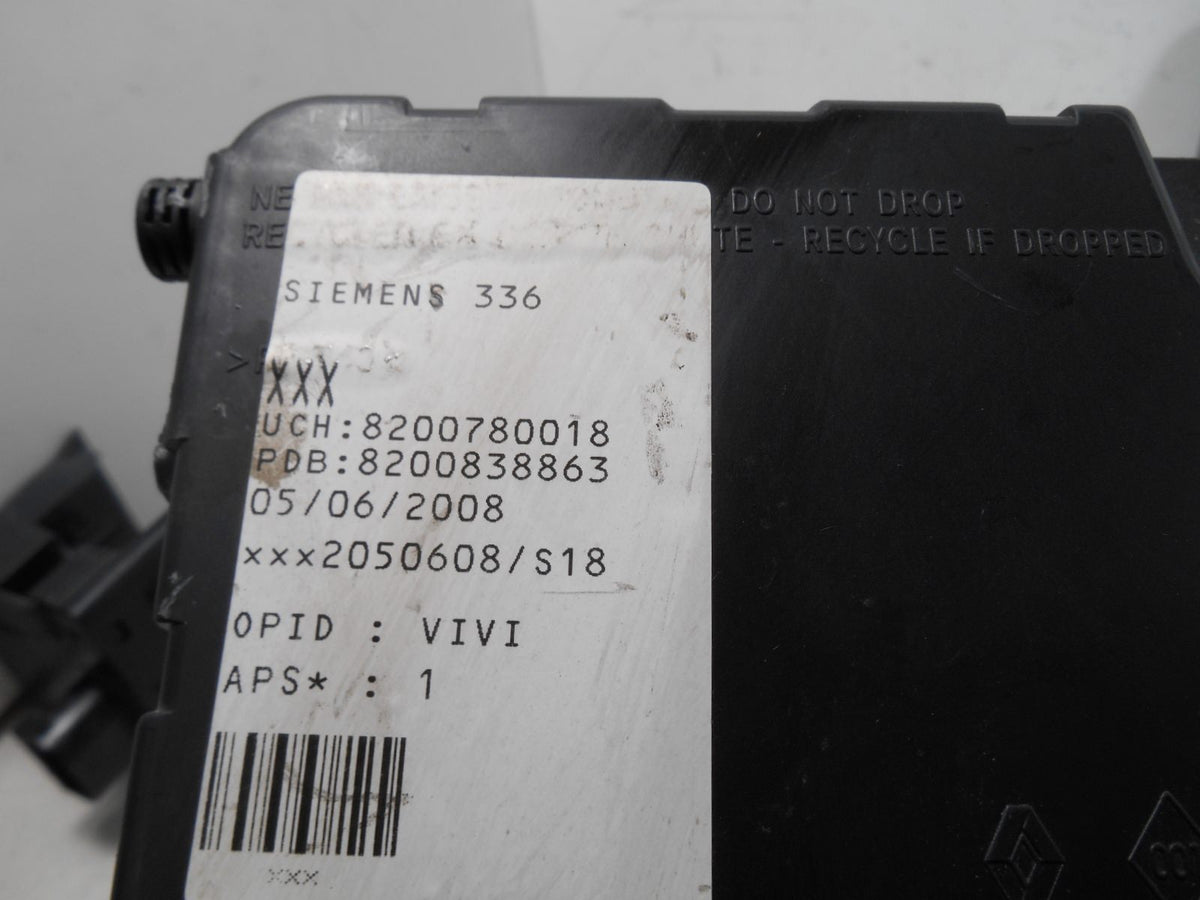 DO NOT DROP
- RECYCLE IF DROPPED
SIEMENS 336
XXX
UCH:8200780018
PDB:8200838863
05/06/2008
xxx2050608/S18
OPID : VIVI
APS* : 1
xxx